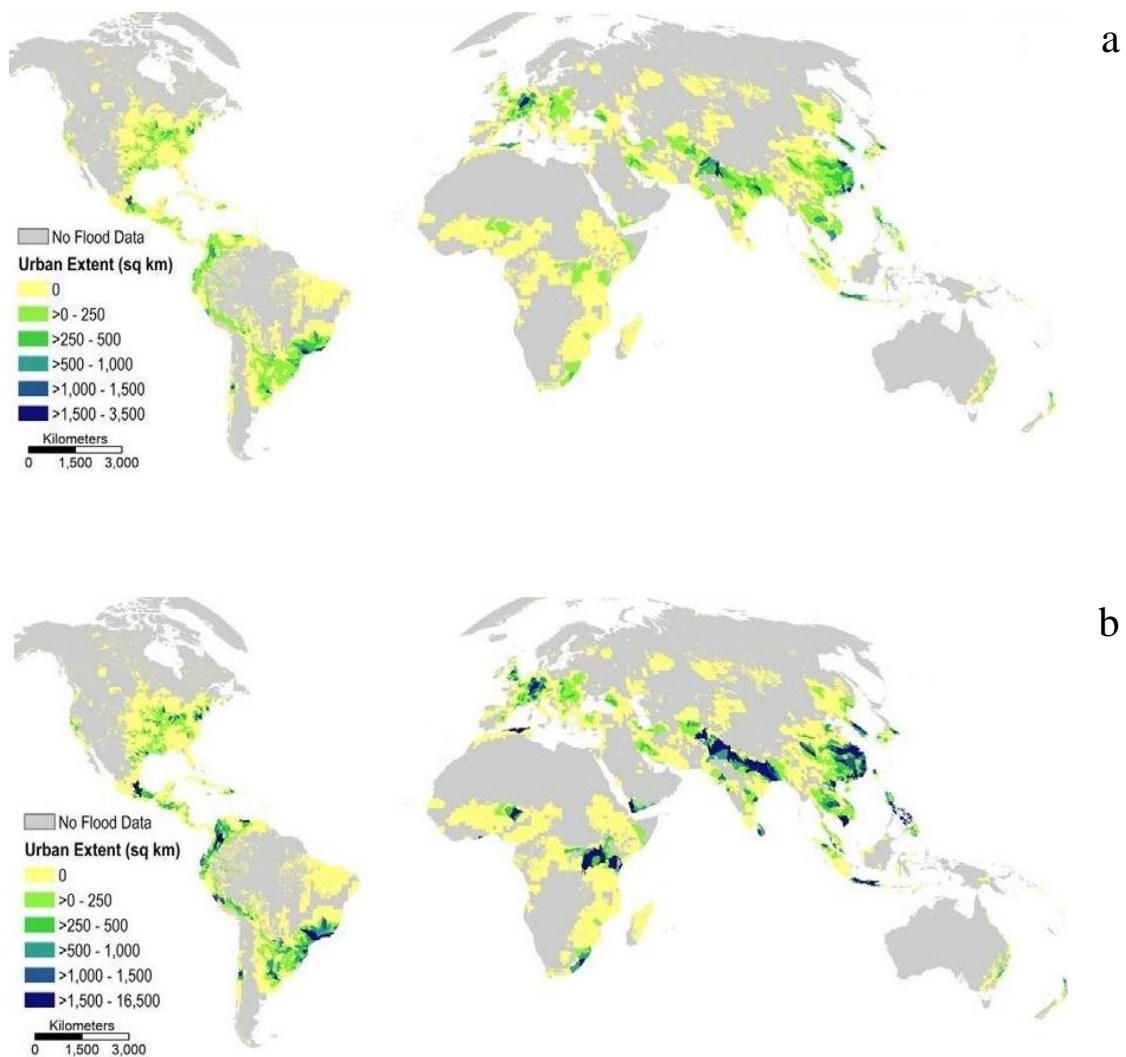 a
No Flood Data
Urban Extent (sq km)
0
>0 - 250
>250 - 500
>500 - 1,000
>1,000 - 1,500
>1,500 - 3,500
Kilometers
0 1,500 3,000
b
No Flood Data
Urban Extent (sq km)
0
>0 - 250
>250 - 500
>500 - 1,000
>1,000 - 1,500
>1,500 - 16,500
Kilometers
0 1,500 3,000